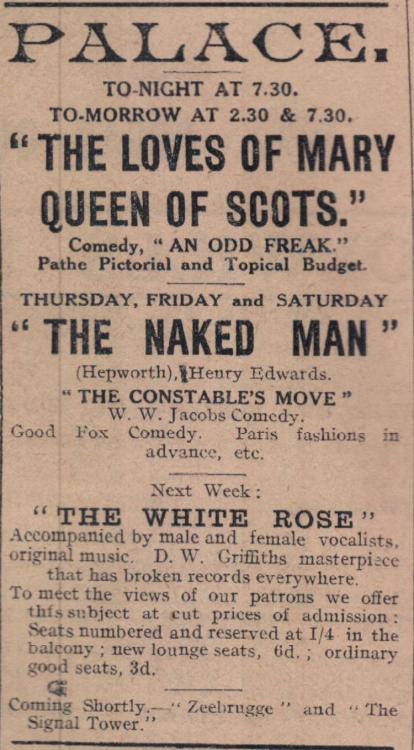 PALACE.
TO-NIGHT AT 7.30.
TO-MORROW AT 2.30 & 7.30.
" THE LOVES OF MARY
QUEEN OF SCOTS."
Comedy, " AN ODD FREAK."
Pathe Pictorial and Topical Budget.
THURSDAY, FRIDAY and SATURDAY
" THE NAKED MAN "
(Hepworth), Henry Edwards.
" THE CONSTABLE'S MOVE "
W. W. Jacobs Comedy.
Good Fox Comedy. Paris fashions in
advance, etc.
Next Week :
" THE WHITE ROSE "
Accompanied by male and female vocalists,
original music. D. W. Griffiths masterpiece
that has broken records everywhere.
To meet the views of our patrons we offer
this subject at cut prices of admission :
Seats numbered and reserved at 1/4 in the
balcony ; new lounge seats, 6d. ; ordinary
good seats, 3d.
Coming Shortly.—" Zeebrugge " and " The
Signal Tower."